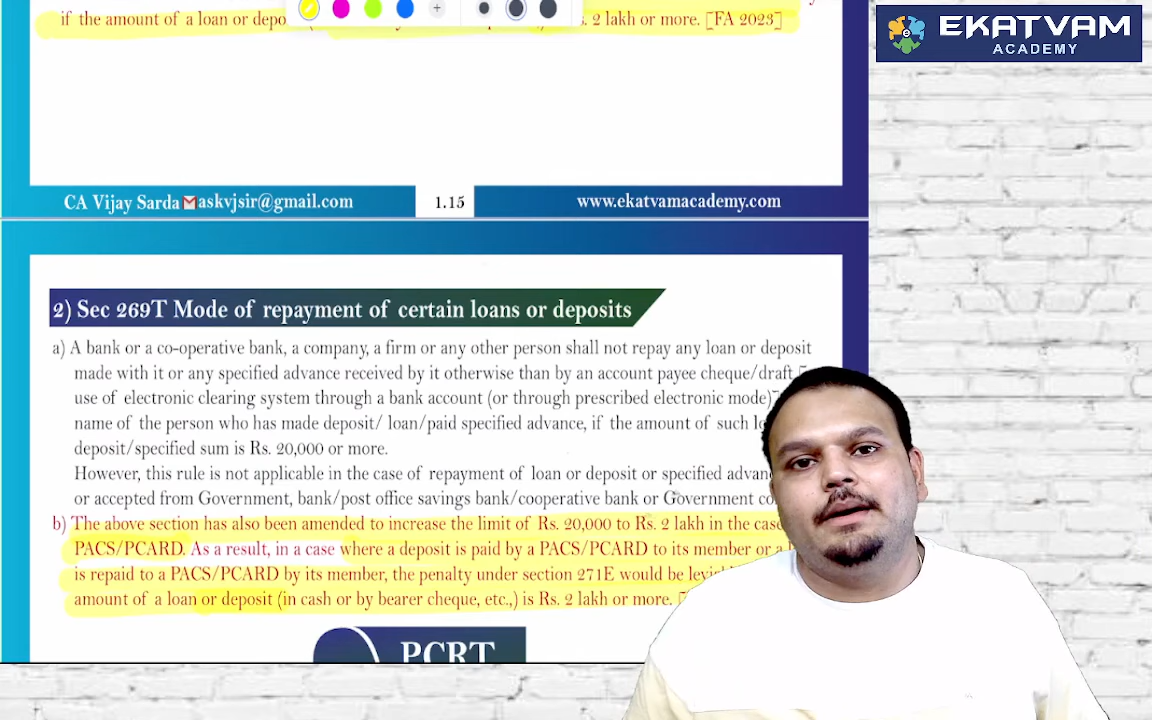 if the amount of a loan or depo
. 2 lakh or more. [FA 2023]
EKATVAM
ACADEMY
CA Vijay Sarda askvjsir@gmail.com
1.15
www.ekatvamacademy.com
2) Sec 269T Mode of repayment of certain loans or deposits
a) A bank or a co-operative bank, a company, a firm or any other person shall not repay any loan or deposit
made with it or any specified advance received by it otherwise than by an account payee cheque/draft
use of electronic clearing system through a bank account (or through prescribed electronic mode)
name of the person who has made deposit/ loan/paid specified advance, if the amount of such
deposit/specified sum is Rs. 20,000 or more.
However, this rule is not applicable in the case of repayment of loan or deposit or specified
or accepted from Government, bank/post office savings bank/cooperative bank or Government
b) The above section has also been amended to increase the limit of Rs. 20,000 to Rs. 2 lakh in the case
PACS/PCARD. As a result, in a case where a deposit is paid by a PACS/PCARD to its member or a
is repaid to a PACS/PCARD by its member, the penalty under section 271E would be
amount of a loan or deposit (in cash or by bearer cheque, etc.,) is Rs. 2 lakh or more.
PCRT